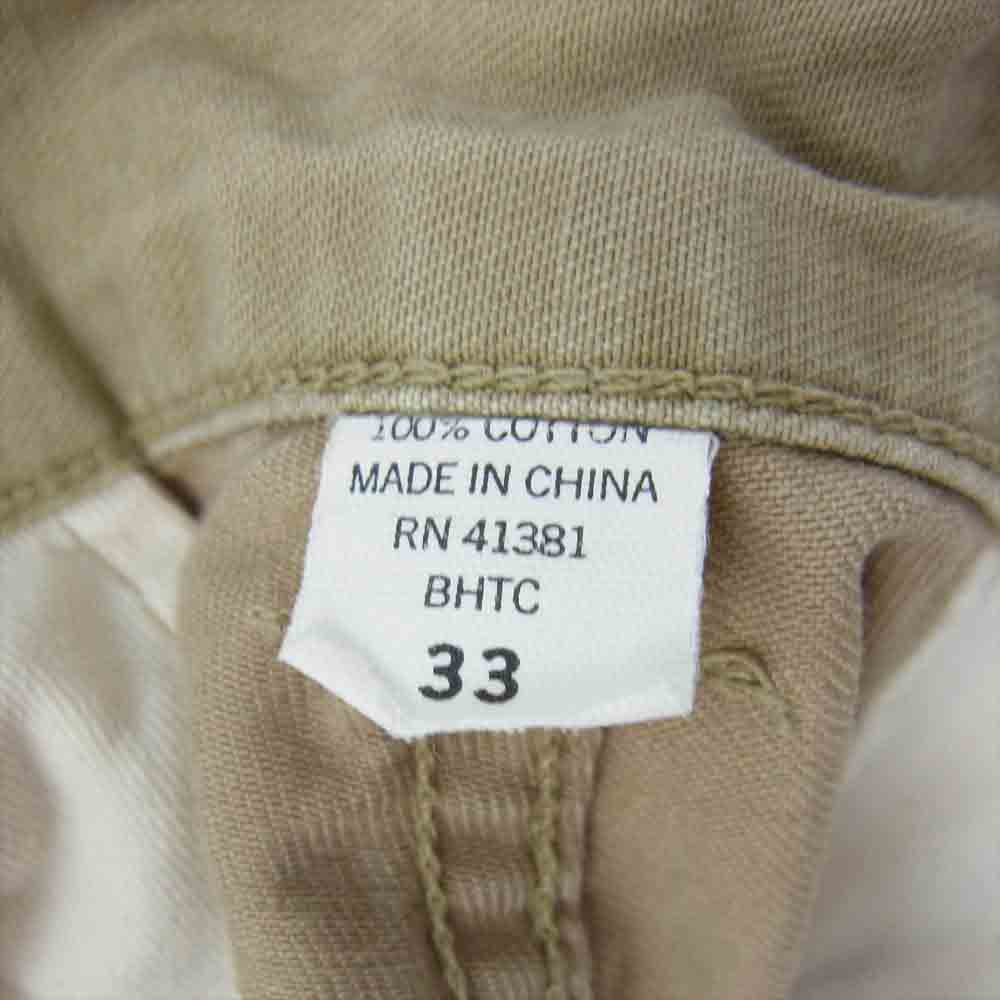 100% COTTON
MADE IN CHINA
RN 41381
BHTC
33